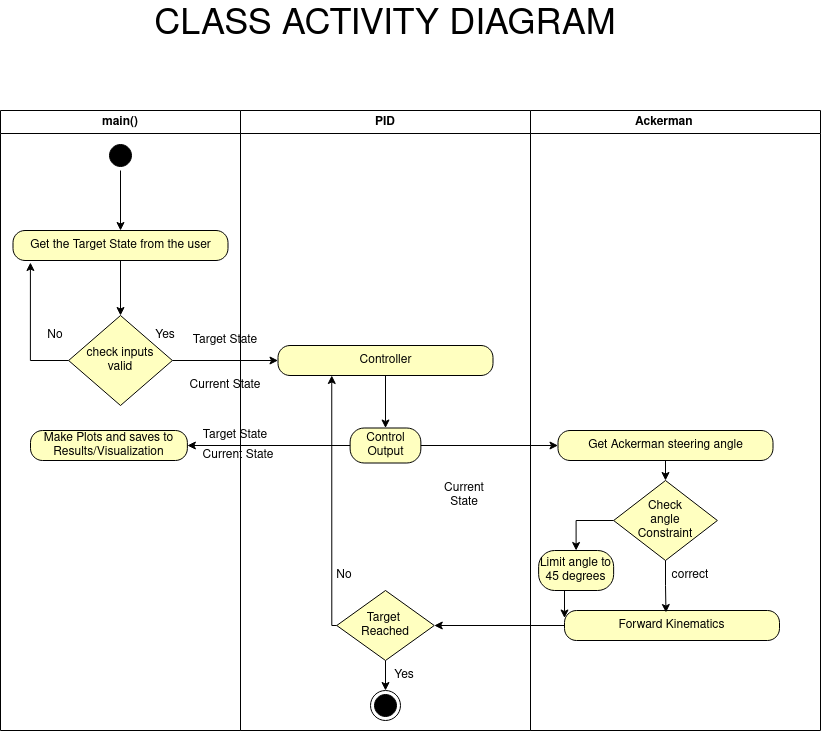 CLASS ACTIVITY DIAGRAM
main()
PID
Ackerman
Get the Target State from the user
No
Yes
check inputs
valid
Target State
Current State
Controller
Make Plots and saves to
Results/Visualization
Target State
Current State
Control
Output
Get Ackerman steering angle
Current
State
Check
angle
Constraint
Limit angle to
45 degrees
correct
No
Target
Reached
Forward Kinematics
Yes